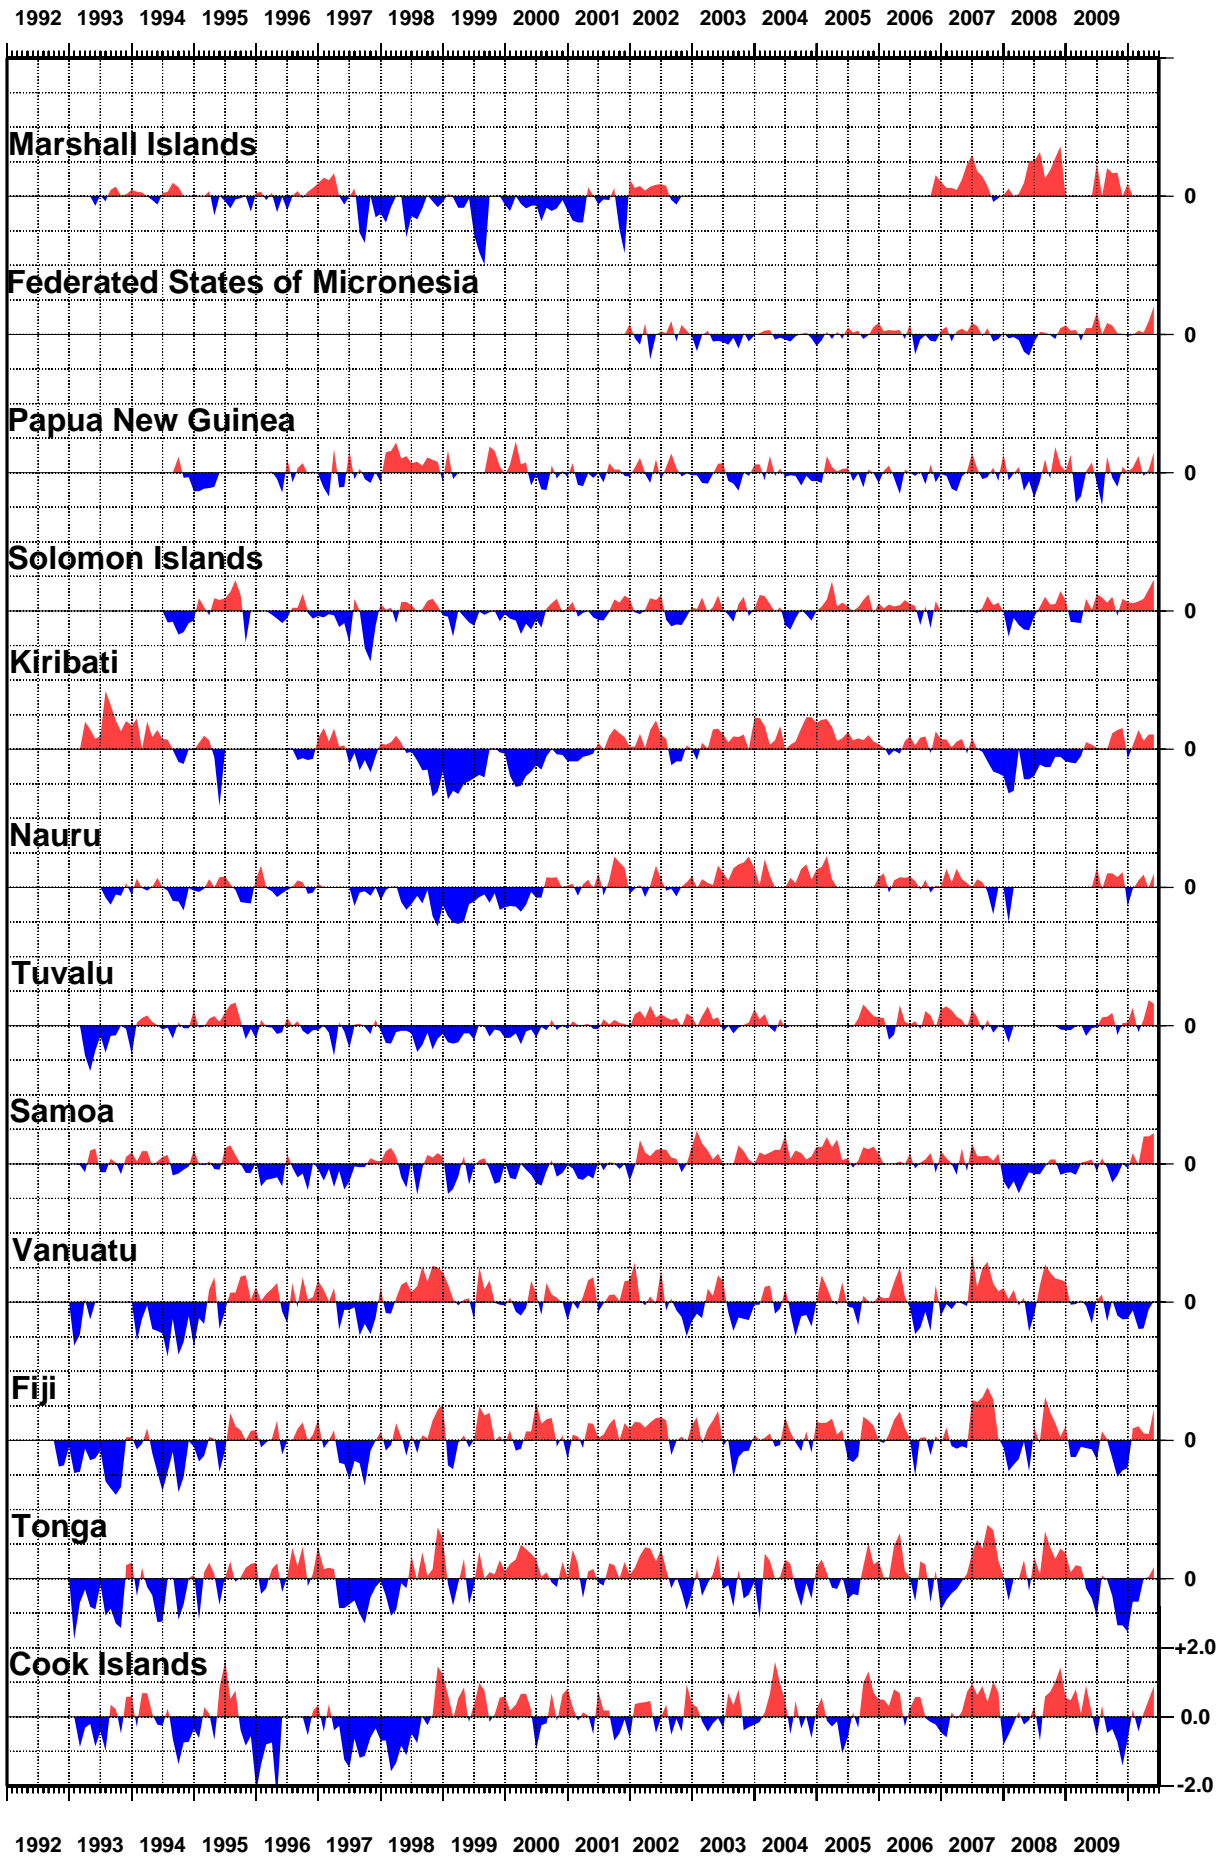 1992 1993 1994 1995 1996 1997 1998 1999 2000 2001 2002 2003 2004 2005 2006 2007 2008 2009
Marshall Islands
0
Federated States of Micronesia
0
Papua New Guinea
0
Solomon Islands
0
Kiribati
0
Nauru
0
Tuvalu
0
Samoa
0
Vanuatu
0
Fiji
0
Tonga
0
+2.0
Cook Islands
0.0
-2.0
1992 1993 1994 1995 1996 1997 1998 1999 2000 2001 2002 2003 2004 2005 2006 2007 2008 2009